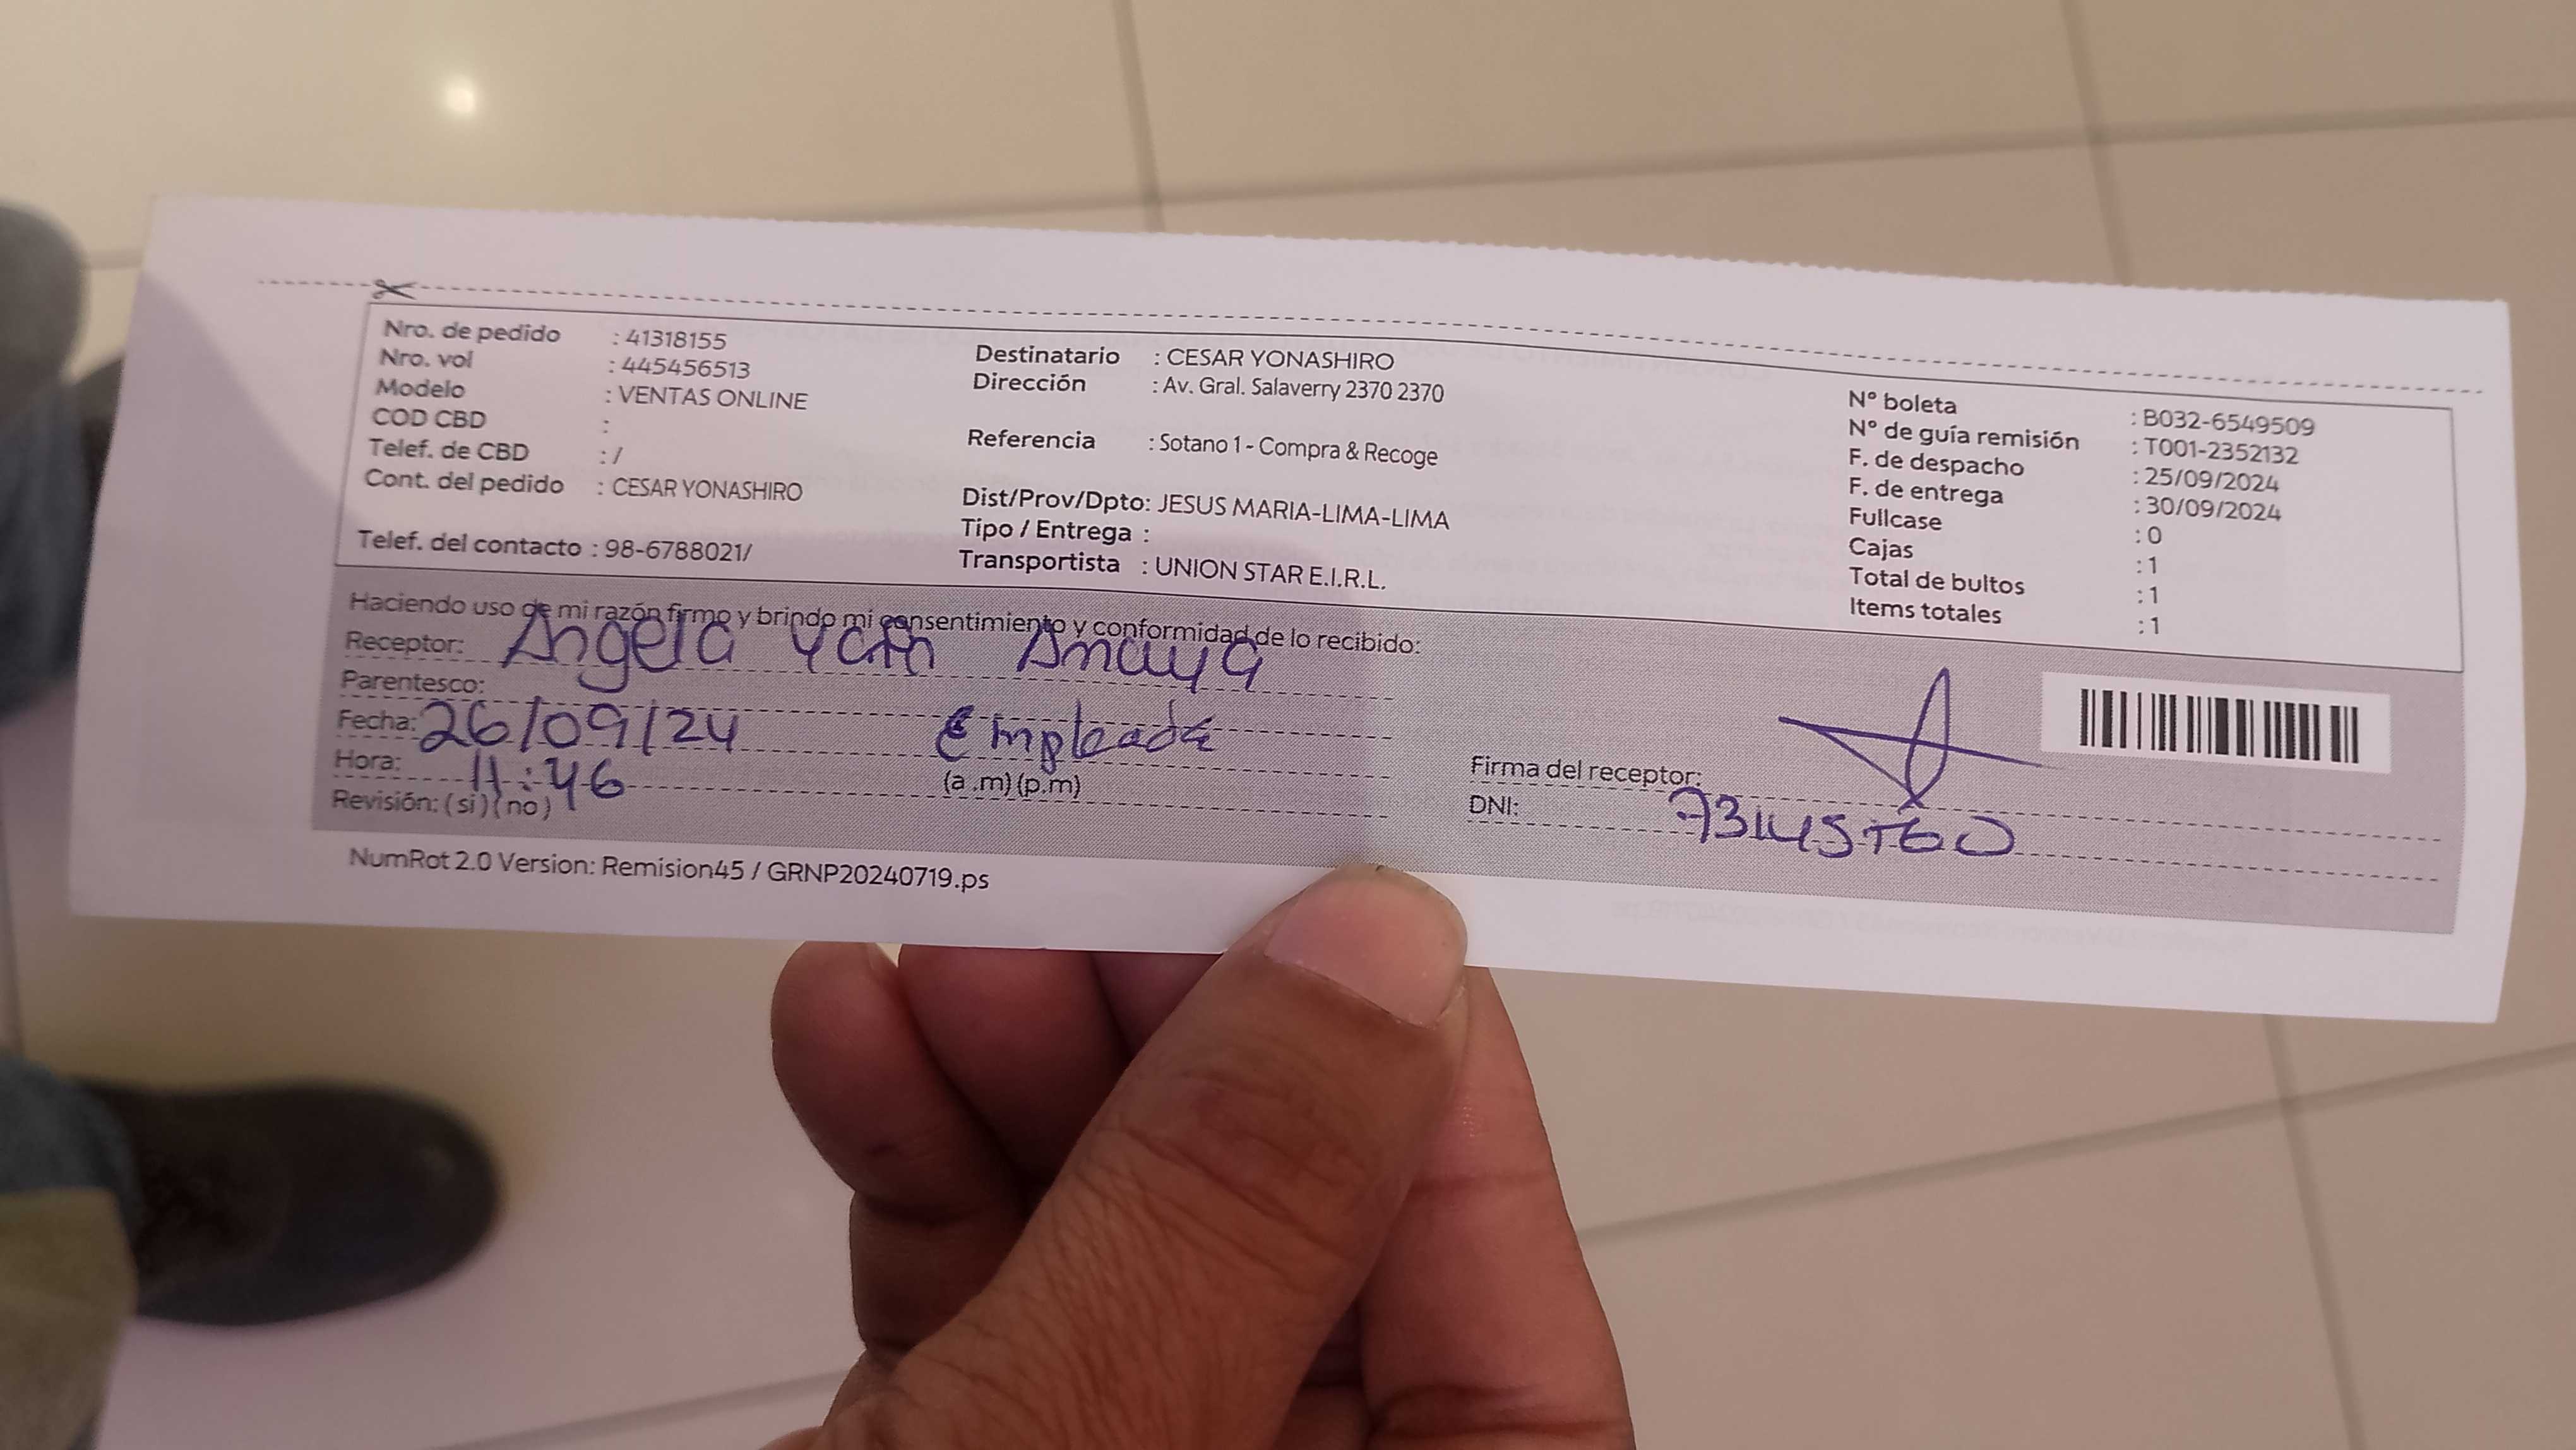 Nro. de pedido : 41318155
Nro. vol : 445456513
Modelo : VENTAS ONLINE
COD CBD :
Telef. de CBD : /
Cont. del pedido : CESAR YONASHIRO
Telef. del contacto : 98-6788021/
Destinatario : CESAR YONASHIRO
Dirección : Av. Gral. Salaverry 2370 2370
Referencia : Sotano 1 - Compra & Recoge
Dist/Prov/Dpto: JESUS MARIA-LIMA-LIMA
Tipo / Entrega :
Transportista : UNION STAR E.I.R.L.
N° boleta : B032-6549509
N° de guía remisión : T001-2352132
F. de despacho : 25/09/2024
F. de entrega : 30/09/2024
Fullcase : 0
Cajas : 1
Total de bultos : 1
Items totales : 1
Haciendo uso de mi razón firmo y brindo mi consentimiento y conformidad de lo recibido:
Receptor: Angela Amaya
Parentesco:
Fecha: 26/09/24 Empleada
Hora: 11:46 (a .m) (p.m)
Revisión: (si) (no)
Firma del receptor:
DNI:
NumRot 2.0 Version: Remision45 / GRNP20240719.ps